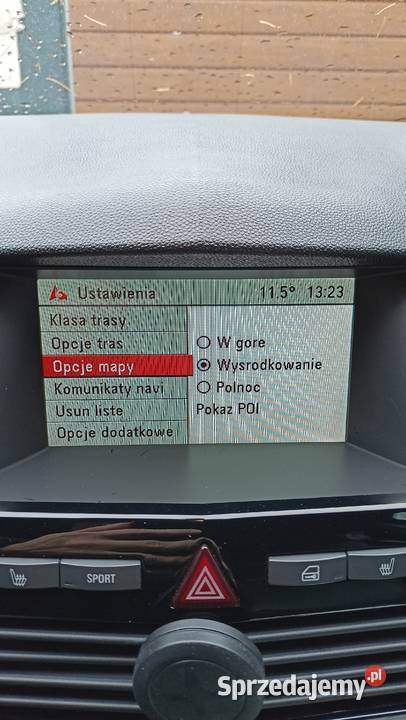 Ustawienia 11.5° 13:23
Klasa trasy
Opcje tras
Opcje mapy
Komunikaty navi
Usun liste
Opcje dodatkowe
W gore
Wysrodkowanie
Polnoc
Pokaz POI
SPORT
Sprzedajemy.pl